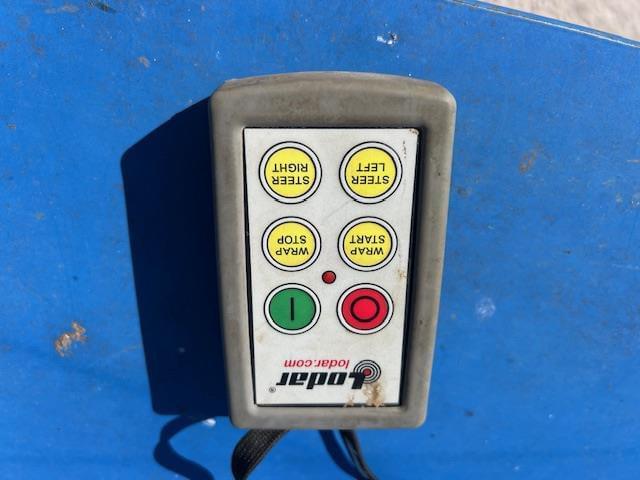 Lodar®
lodar.com
O I
WRAP
START
WRAP
STOP
STEER
LEFT
STEER
RIGHT